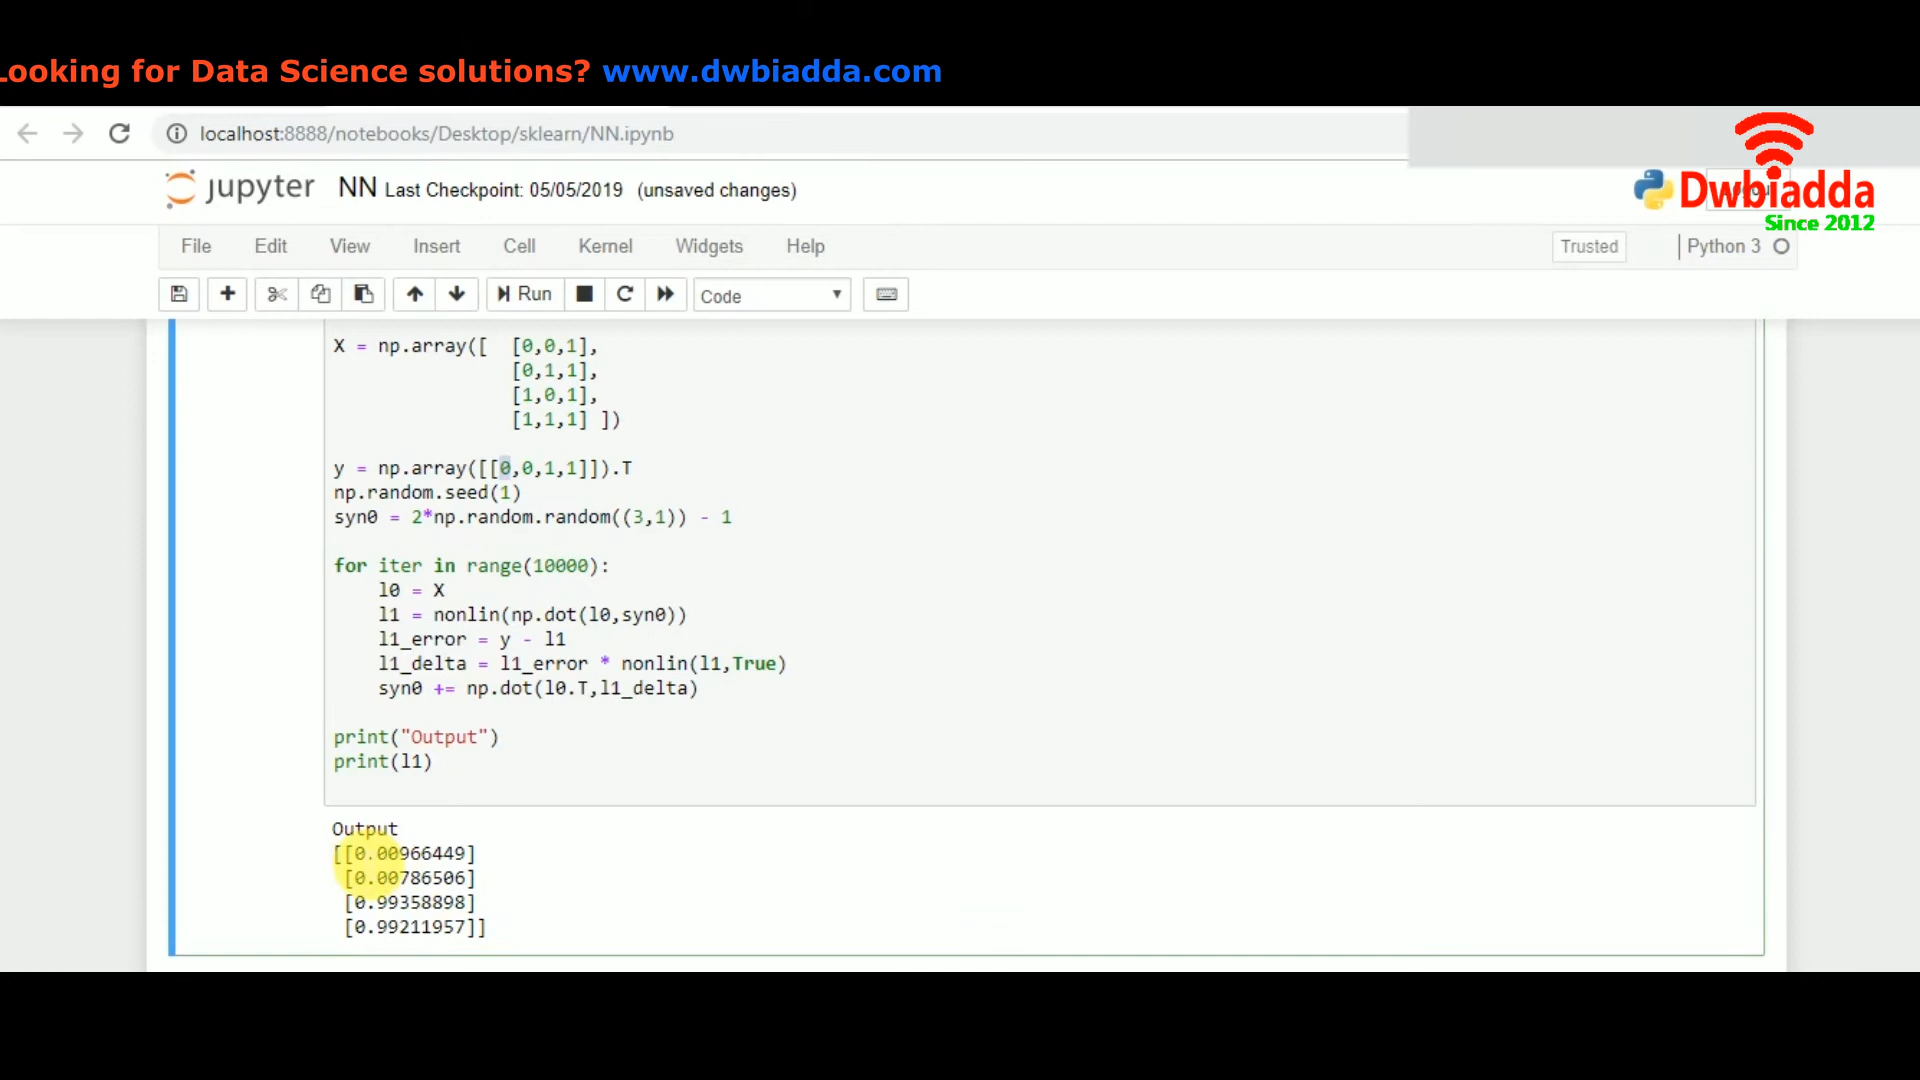 Looking for Data Science solutions? www.dwbiadda.com
localhost:8888/notebooks/Desktop/sklearn/NN.ipynb
jupyter NN Last Checkpoint: 05/05/2019 (unsaved changes)
Dwbiadda
Since 2012
File Edit View Insert Cell Kernel Widgets Help Trusted Python 3
Run Code
X = np.array([ [0,0,1],
[0,1,1],
[1,0,1],
[1,1,1] ])
y = np.array([[0,0,1,1]]).T
np.random.seed(1)
syn0 = 2*np.random.random((3,1)) - 1
for iter in range(10000):
l0 = X
l1 = nonlin(np.dot(l0,syn0))
l1_error = y - l1
l1_delta = l1_error * nonlin(l1,True)
syn0 += np.dot(l0.T,l1_delta)
print("Output")
print(l1)
Output
[[0.00966449]
[0.00786506]
[0.99358898]
[0.99211957]]